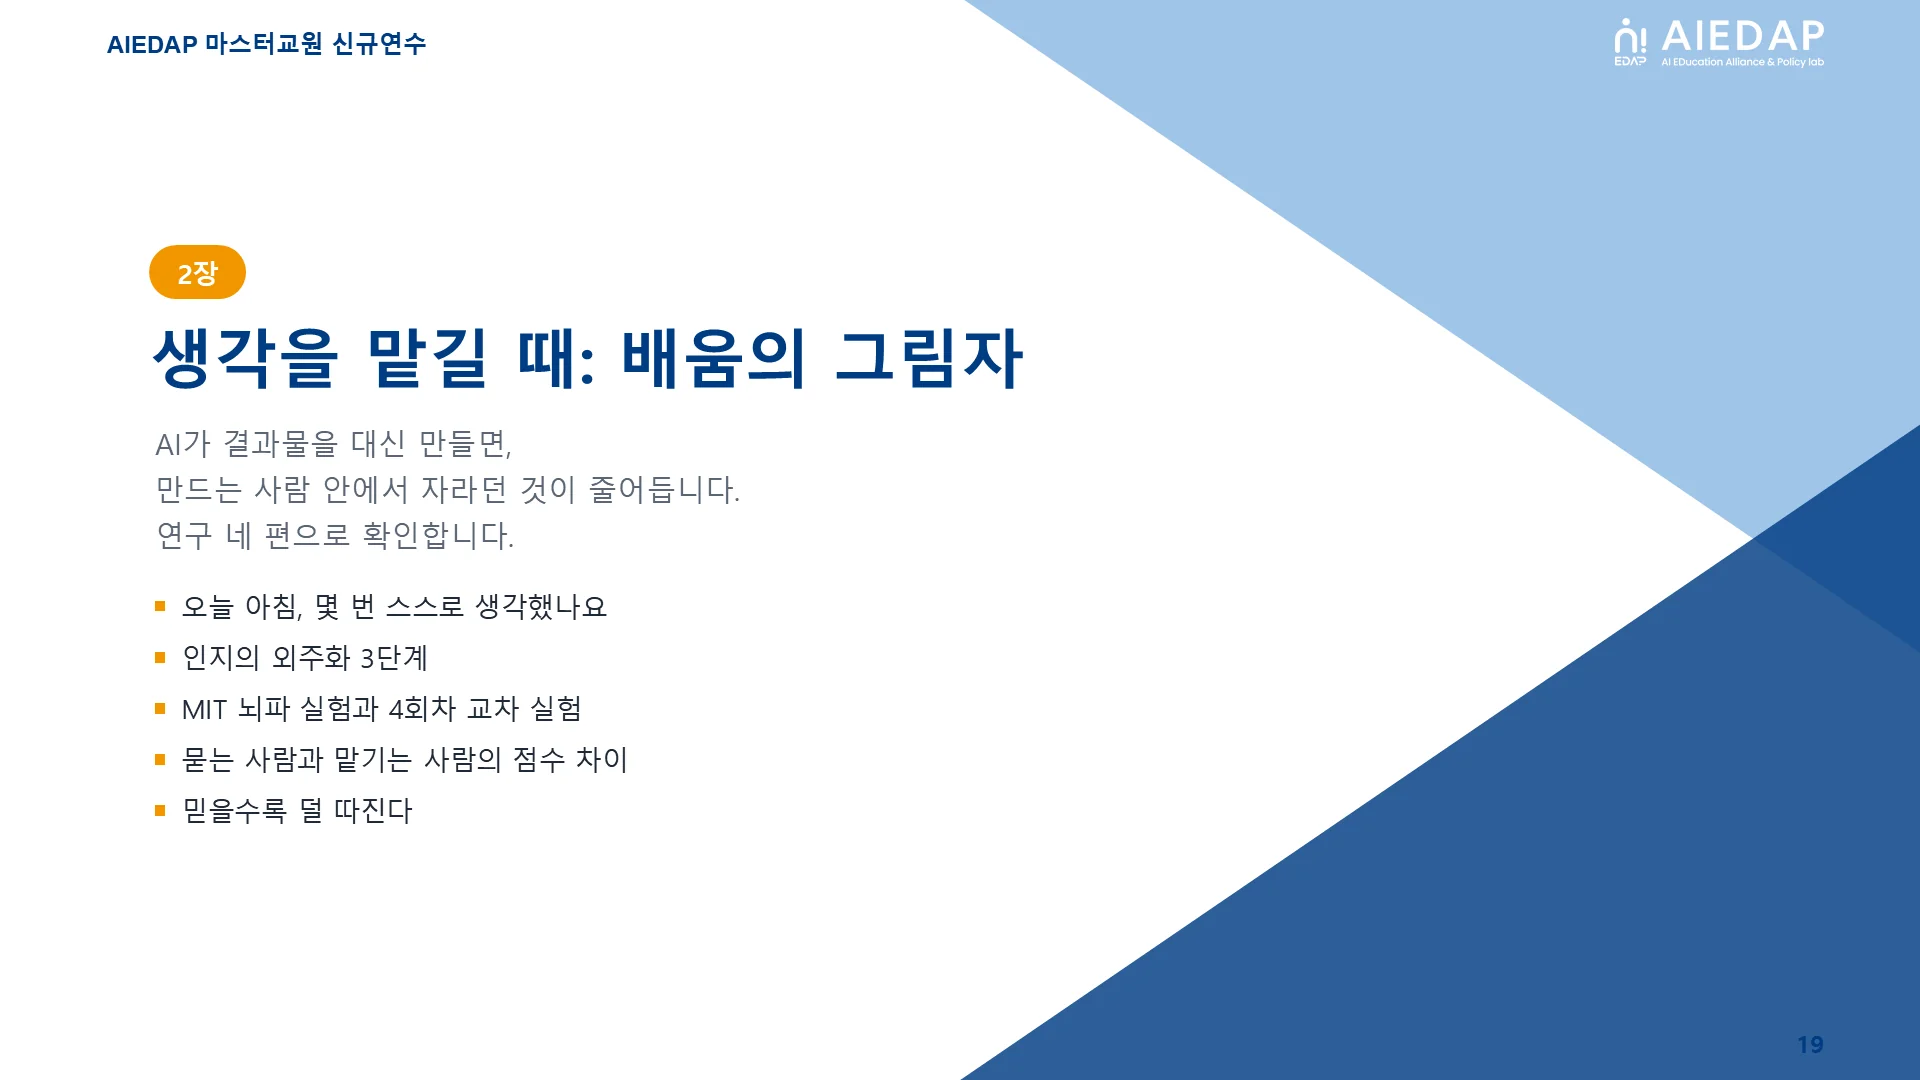 AIEDAP 마스터교원 신규연수
AIEDAP
EDAP
AI EDucation Alliance & Policy lab
2장
생각을 맡길 때: 배움의 그림자
AI가 결과물을 대신 만들면,
만드는 사람 안에서 자라던 것이 줄어듭니다.
연구 네 편으로 확인합니다.
오늘 아침, 몇 번 스스로 생각했나요
인지의 외주화 3단계
MIT 뇌파 실험과 4회차 교차 실험
묻는 사람과 맡기는 사람의 점수 차이
믿을수록 덜 따진다
19